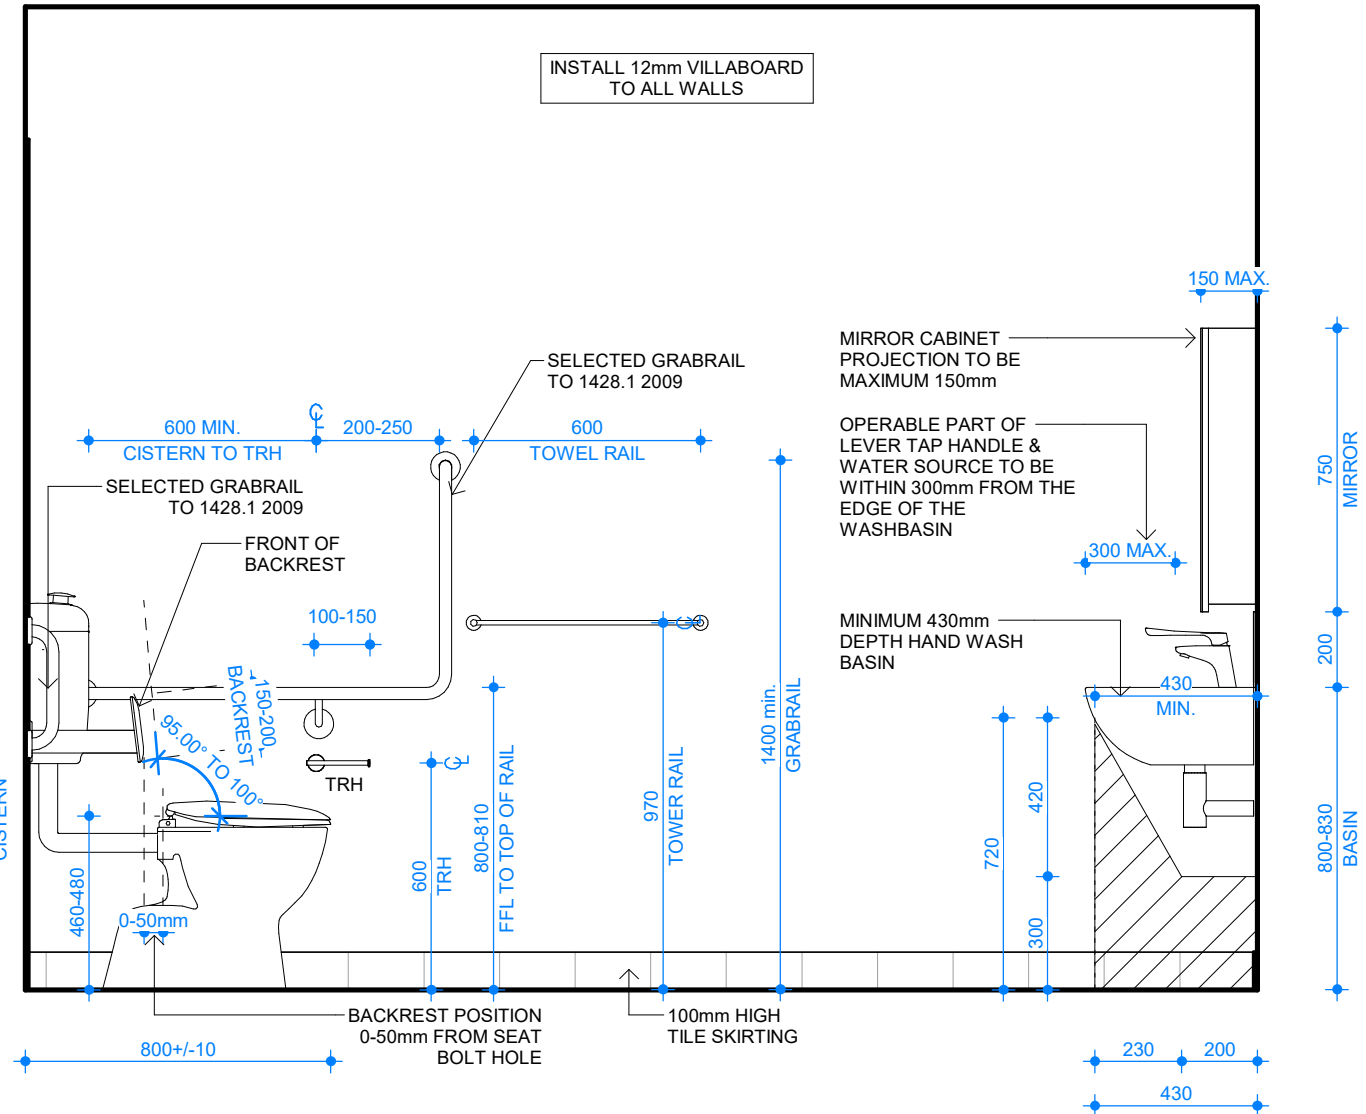 INSTALL 12mm VILLABOARD
TO ALL WALLS
150 MAX.
MIRROR CABINET
PROJECTION TO BE
MAXIMUM 150mm
SELECTED GRABRAIL
TO 1428.1 2009
600 MIN.
CISTERN TO TRH
CL
200-250
600
TOWEL RAIL
OPERABLE PART OF
LEVER TAP HANDLE &
WATER SOURCE TO BE
WITHIN 300mm FROM THE
EDGE OF THE
WASHBASIN
750
MIRROR
SELECTED GRABRAIL
TO 1428.1 2009
FRONT OF
BACKREST
300 MAX.
100-150
CL
MINIMUM 430mm
DEPTH HAND WASH
BASIN
200
150-200
BACKREST
95.00° TO 100°
430
MIN.
1400 min.
GRABRAIL
TRH
CL
CISTERN
460-480
0-50mm
600
TRH
800-810
FFL TO TOP OF RAIL
970
TOWER RAIL
720
420
300
800-830
BASIN
BACKREST POSITION
0-50mm FROM SEAT
BOLT HOLE
100mm HIGH
TILE SKIRTING
800+/-10
230
200
430